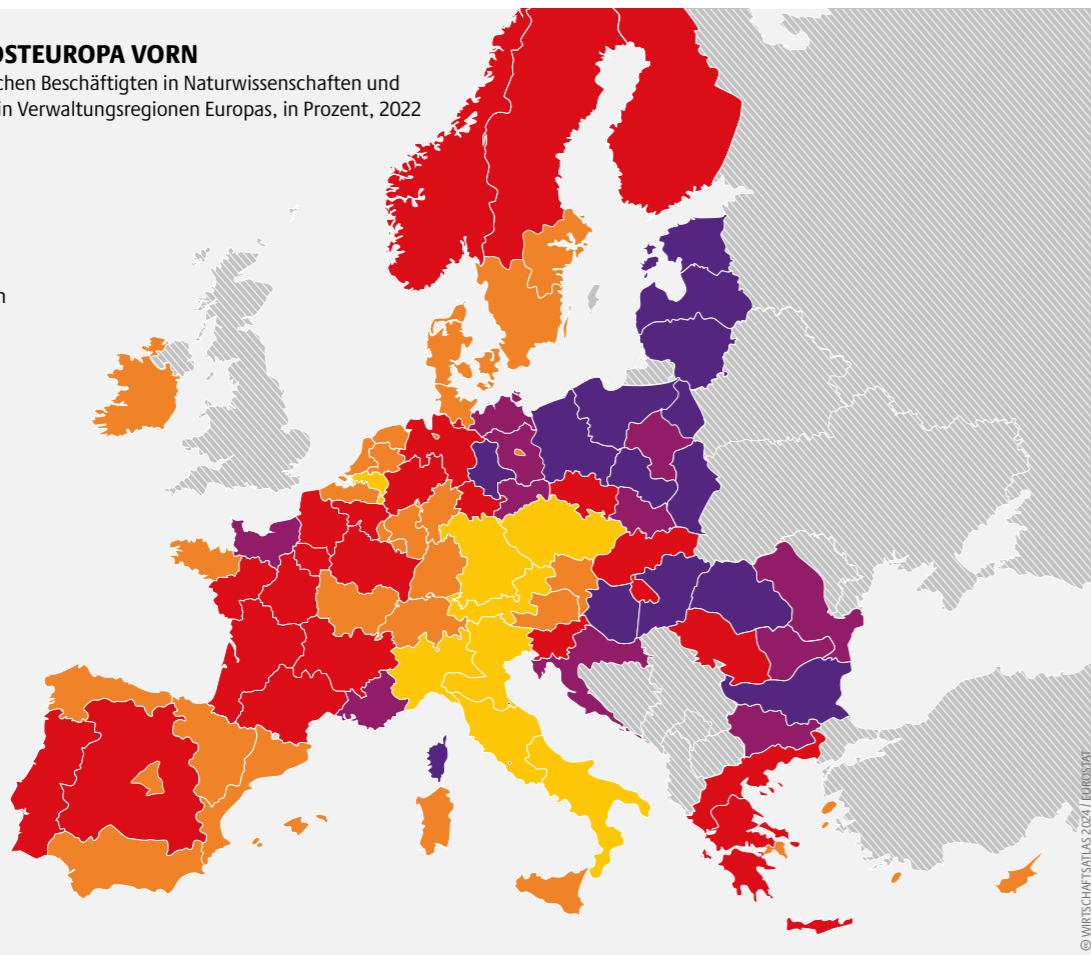 OSTEUROPA VORN
chen Beschäftigten in Naturwissenschaften und
in Verwaltungsregionen Europas, in Prozent, 2022
n
© WIRTSCHAFTSATLAS 2024 / EUROSTAT